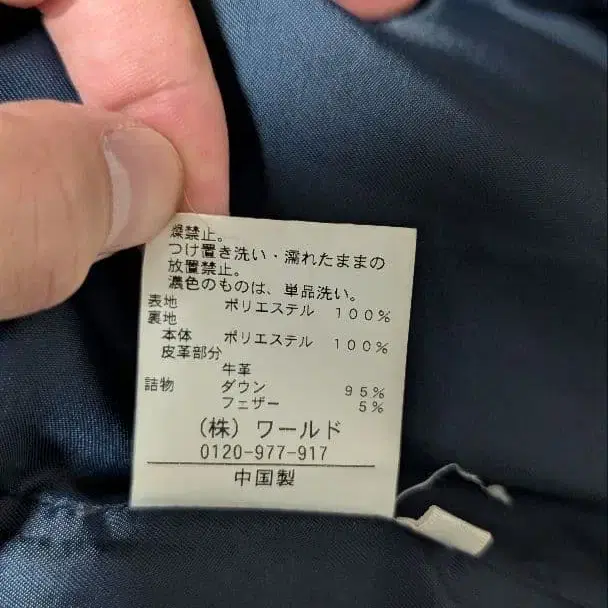 燥禁止。
つけ置き洗い・濡れたままの
放置禁止。
濃色のものは、単品洗い。
表地 ポリエステル 100%
裏地
本体 ポリエステル 100%
皮革部分
牛革
詰物 ダウン 95%
フェザー 5%
(株) ワールド
0120-977-917
中国製